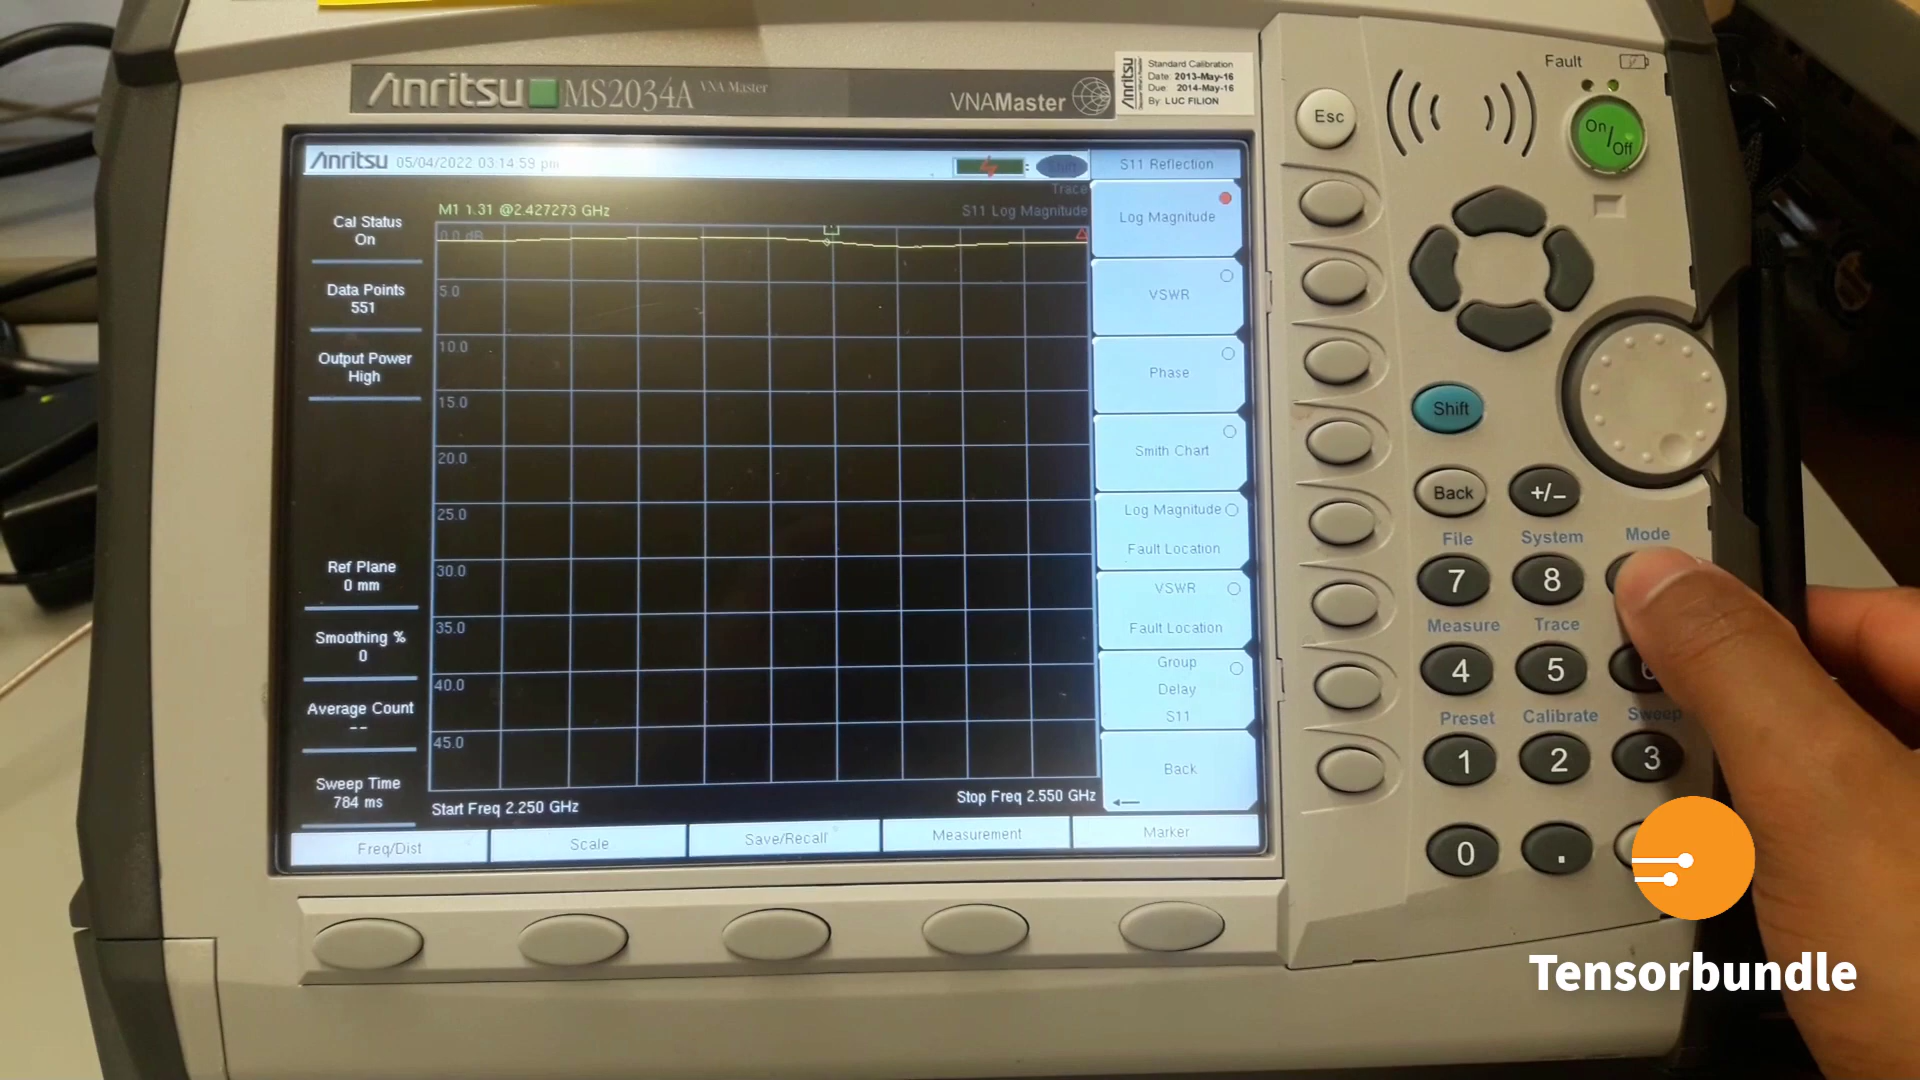 Anritsu MS2034A VNA Master
VNAMaster
Anritsu
Standard Calibration
Date: 2013-May-16
Due: 2014-May-16
By: LUC FILION
Fault
On/Off
Esc
Anritsu 05/04/2022 03:14:59 pm
Shift
S11 Reflection
Trace
M1 1.31 @2.427273 GHz
S11 Log Magnitude
Cal Status
On
Data Points
551
Output Power
High
Ref Plane
0 mm
Smoothing %
0
Average Count
--
Sweep Time
784 ms
0.0 dB
5.0
10.0
15.0
20.0
25.0
30.0
35.0
40.0
45.0
Start Freq 2.250 GHz
Stop Freq 2.550 GHz
Log Magnitude
VSWR
Phase
Smith Chart
Log Magnitude
Fault Location
VSWR
Fault Location
Group
Delay
S11
Back
Freq/Dist
Scale
Save/Recall
Measurement
Marker
Shift
Back
+/−
File
System
Mode
7
8
Measure
Trace
4
5
6
Preset
Calibrate
Sweep
1
2
3
0
.
Tensorbundle